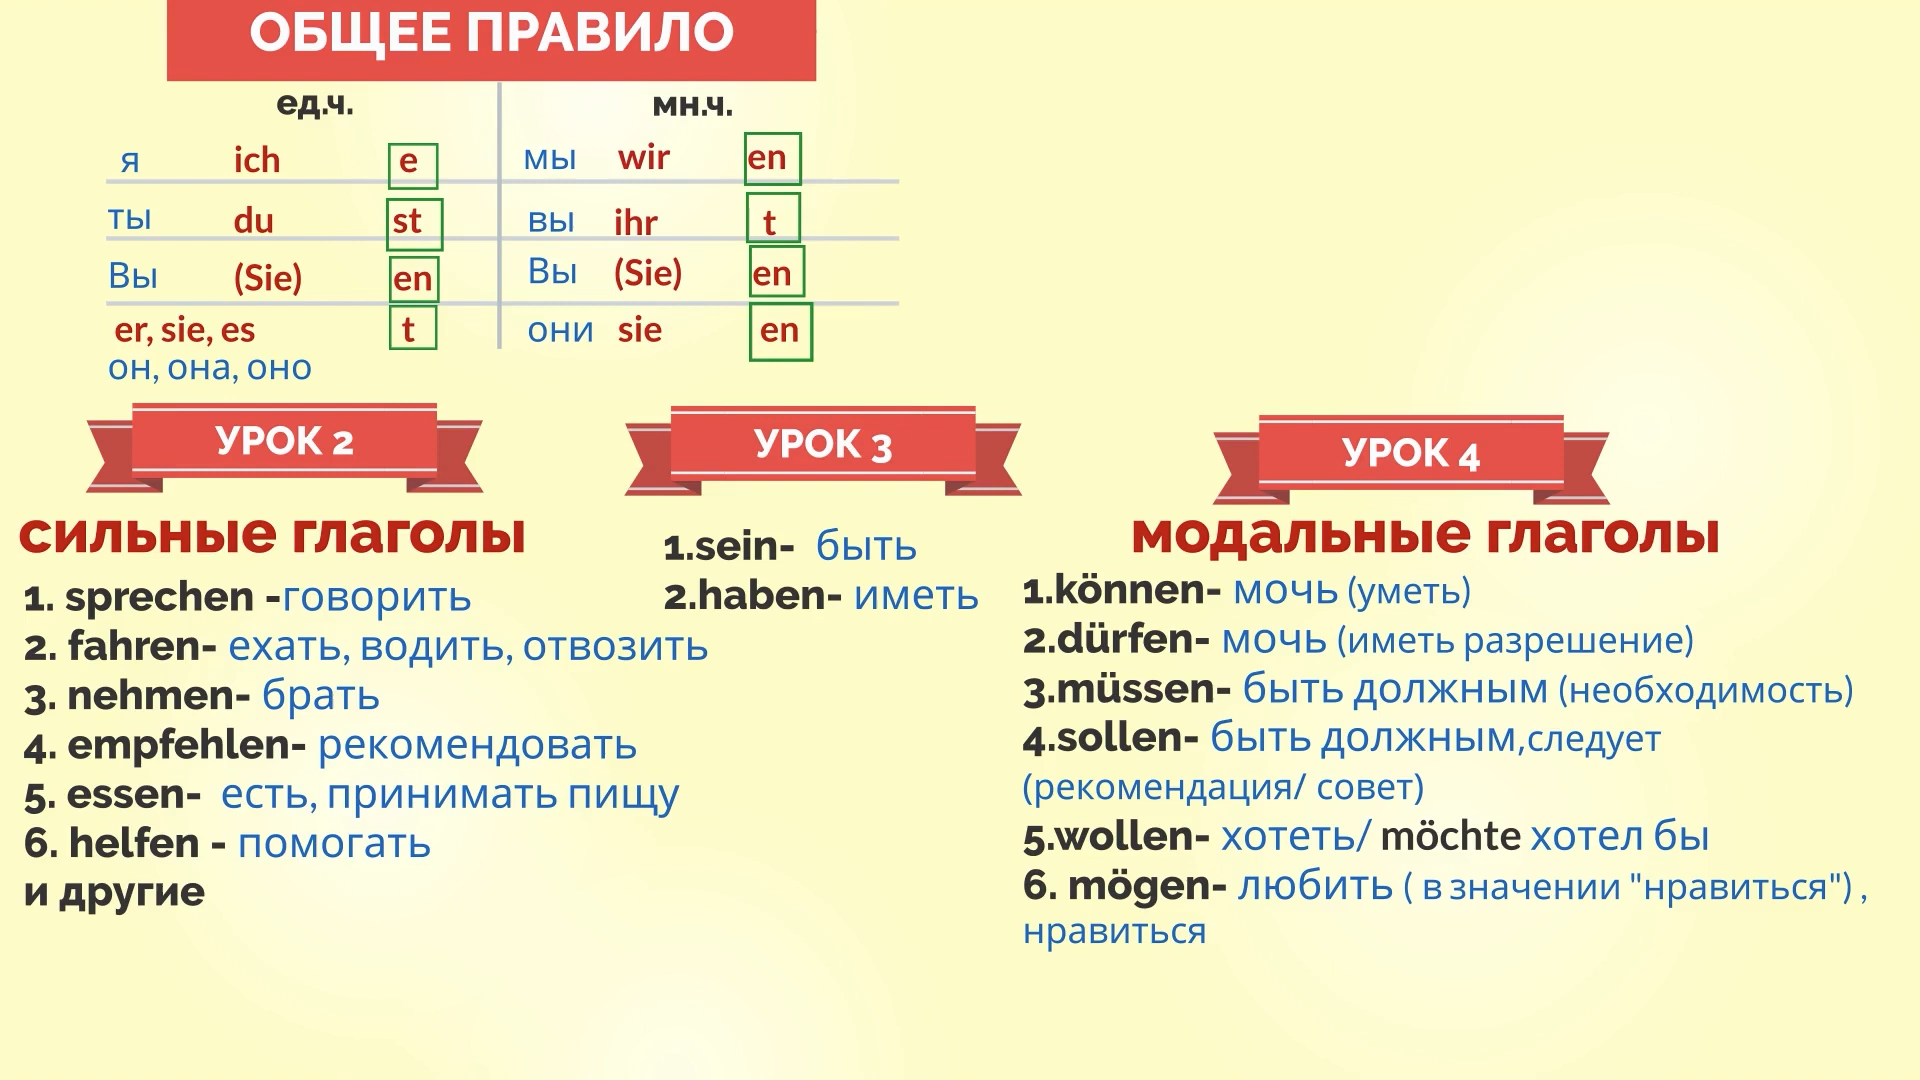 ОБЩЕЕ ПРАВИЛО
ед.ч. мн.ч.
я ich e мы wir en
ты du st вы ihr t
Вы (Sie) en Вы (Sie) en
er, sie, es t они sie en
он, она, оно
УРОК 2
сильные глаголы
1. sprechen -говорить
2. fahren- ехать, водить, отвозить
3. nehmen- брать
4. empfehlen- рекомендовать
5. essen- есть, принимать пищу
6. helfen - помогать
и другие
УРОК 3
1.sein- быть
2.haben- иметь
УРОК 4
модальные глаголы
1.können- мочь (уметь)
2.dürfen- мочь (иметь разрешение)
3.müssen- быть должным (необходимость)
4.sollen- быть должным,следует
(рекомендация/ совет)
5.wollen- хотеть/ möchte хотел бы
6. mögen- любить ( в значении "нравиться") ,
нравиться